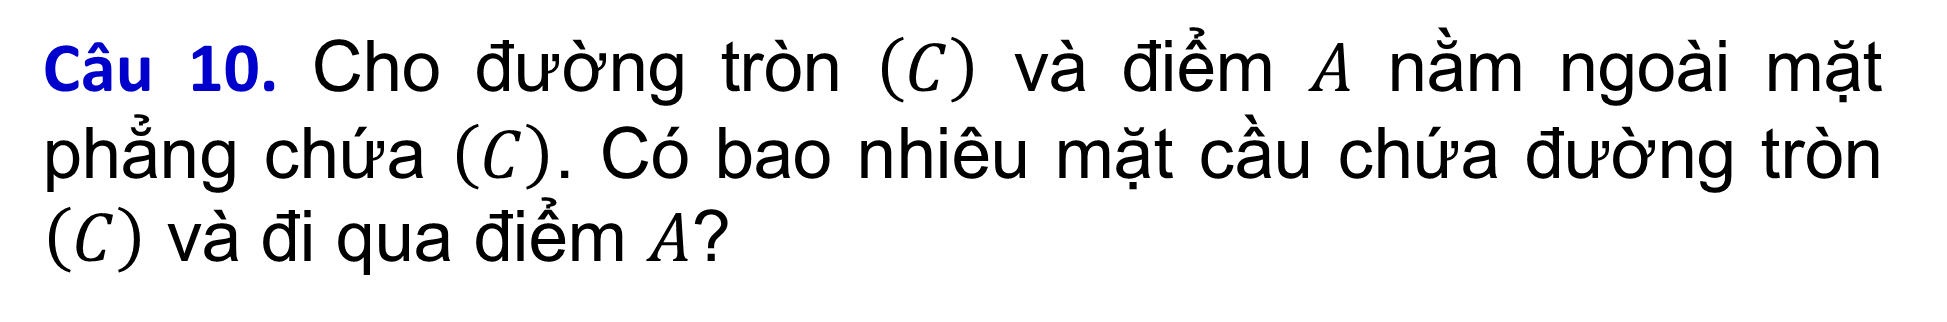 Câu 10. Cho đường tròn (C) và điểm A nằm ngoài mặt
phẳng chứa (C). Có bao nhiêu mặt cầu chứa đường tròn
(C) và đi qua điểm A?